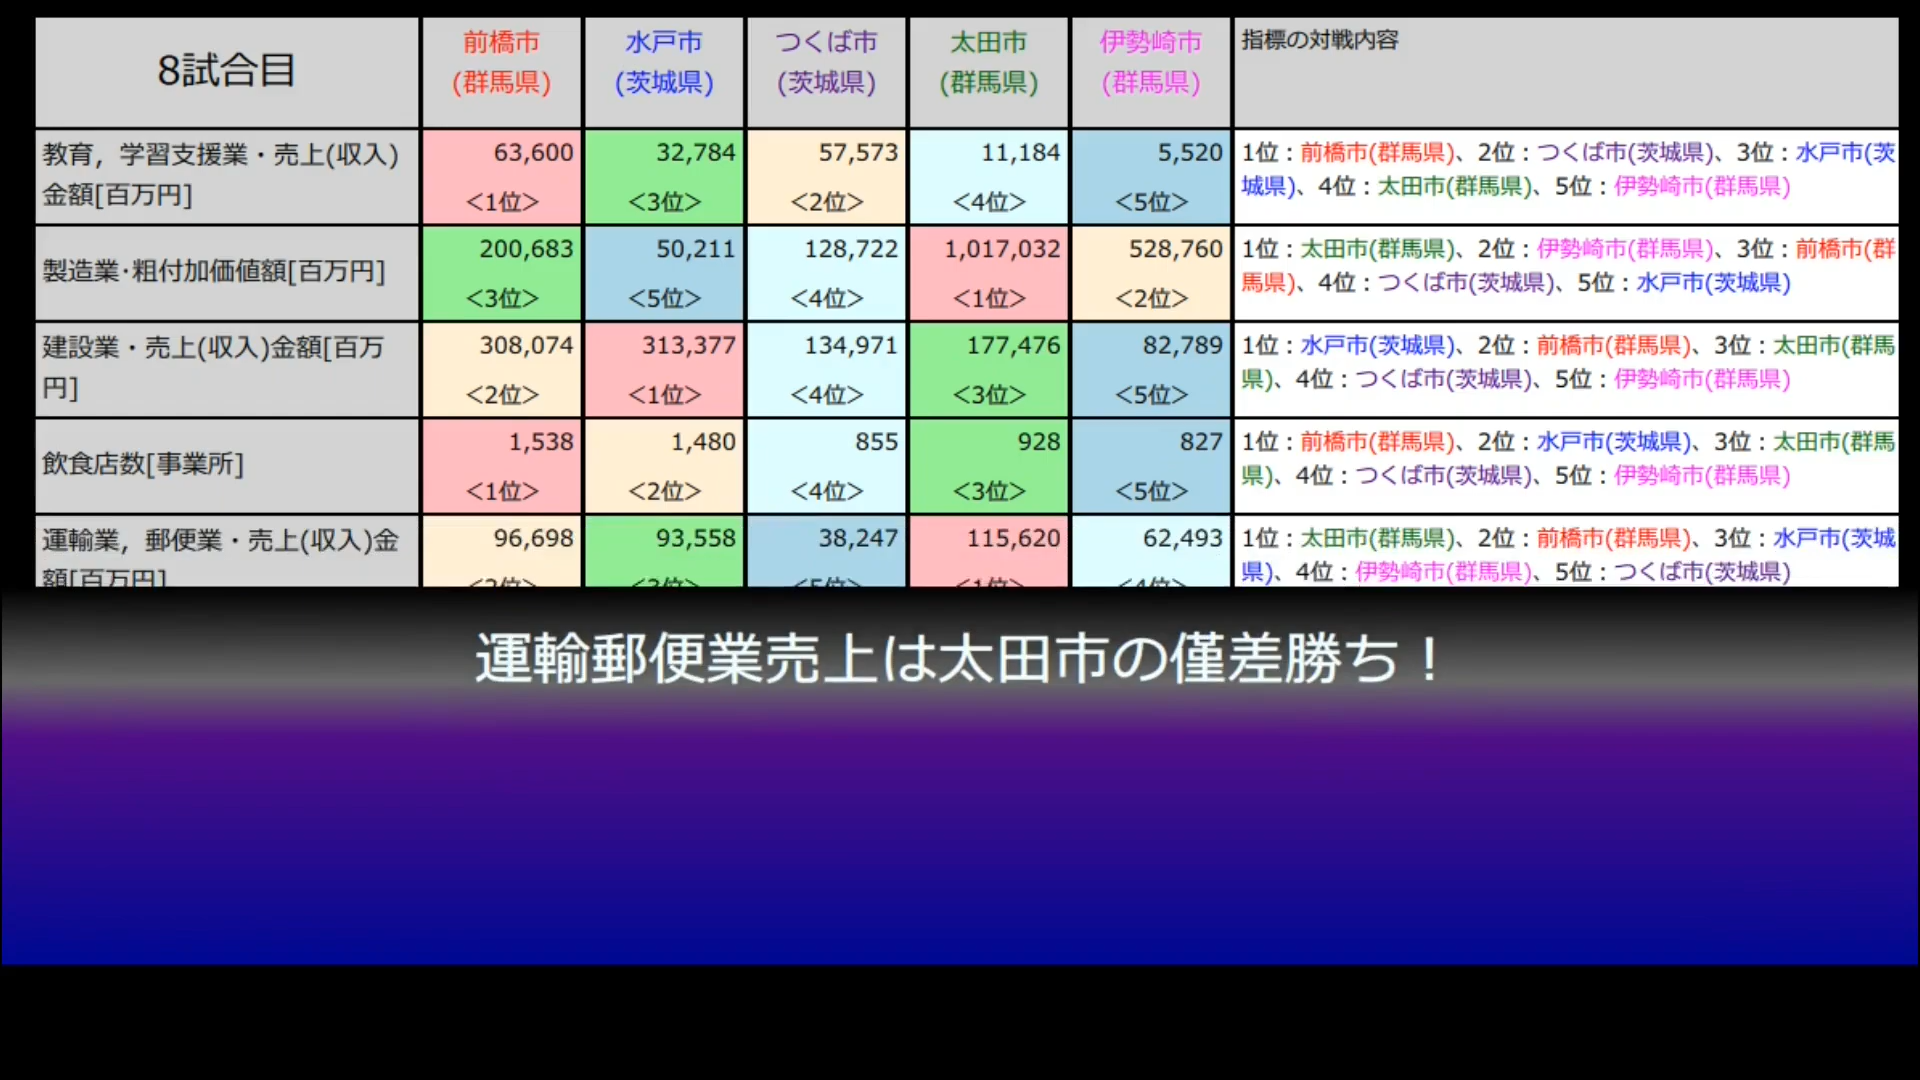 8試合目
前橋市
(群馬県)
水戸市
(茨城県)
つくば市
(茨城県)
太田市
(群馬県)
伊勢崎市
(群馬県)
指標の対戦内容
教育，学習支援業・売上(収入)
金額[百万円]
63,600
<1位>
32,784
<3位>
57,573
<2位>
11,184
<4位>
5,520
<5位>
1位：前橋市(群馬県)、2位：つくば市(茨城県)、3位：水戸市(茨
城県)、4位：太田市(群馬県)、5位：伊勢崎市(群馬県)
製造業･粗付加価値額[百万円]
200,683
<3位>
50,211
<5位>
128,722
<4位>
1,017,032
<1位>
528,760
<2位>
1位：太田市(群馬県)、2位：伊勢崎市(群馬県)、3位：前橋市(群
馬県)、4位：つくば市(茨城県)、5位：水戸市(茨城県)
建設業・売上(収入)金額[百万
円]
308,074
<2位>
313,377
<1位>
134,971
<4位>
177,476
<3位>
82,789
<5位>
1位：水戸市(茨城県)、2位：前橋市(群馬県)、3位：太田市(群馬
県)、4位：つくば市(茨城県)、5位：伊勢崎市(群馬県)
飲食店数[事業所]
1,538
<1位>
1,480
<2位>
855
<4位>
928
<3位>
827
<5位>
1位：前橋市(群馬県)、2位：水戸市(茨城県)、3位：太田市(群馬
県)、4位：つくば市(茨城県)、5位：伊勢崎市(群馬県)
運輸業，郵便業・売上(収入)金
額[百万円]
96,698
<2位>
93,558
<3位>
38,247
<5位>
115,620
<1位>
62,493
<4位>
1位：太田市(群馬県)、2位：前橋市(群馬県)、3位：水戸市(茨城
県)、4位：伊勢崎市(群馬県)、5位：つくば市(茨城県)
運輸郵便業売上は太田市の僅差勝ち！